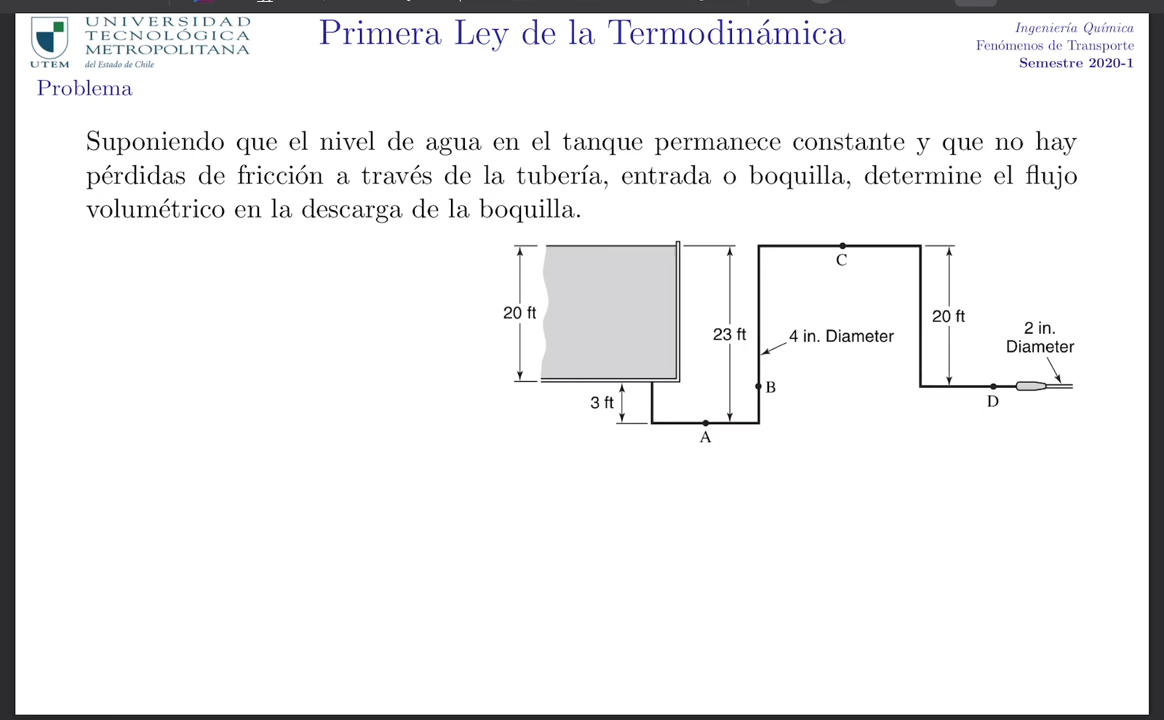 UNIVERSIDAD
TECNOLÓGICA
METROPOLITANA
UTEM del Estado de Chile
Primera Ley de la Termodinámica
Ingeniería Química
Fenómenos de Transporte
Semestre 2020-1
Problema
Suponiendo que el nivel de agua en el tanque permanece constante y que no hay
pérdidas de fricción a través de la tubería, entrada o boquilla, determine el flujo
volumétrico en la descarga de la boquilla.
C
20 ft
23 ft
4 in. Diameter
20 ft
2 in.
Diameter
B
3 ft
D
A